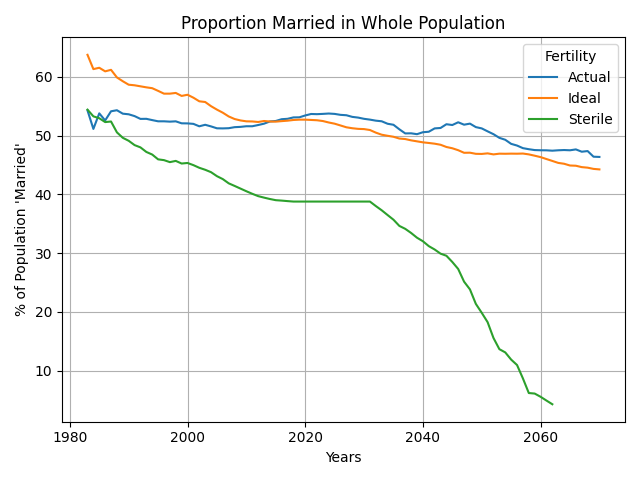 Proportion Married in Whole Population
% of Population 'Married'
60
50
40
30
20
10
1980
2000
2020
2040
2060
Years
Fertility
Actual
Ideal
Sterile